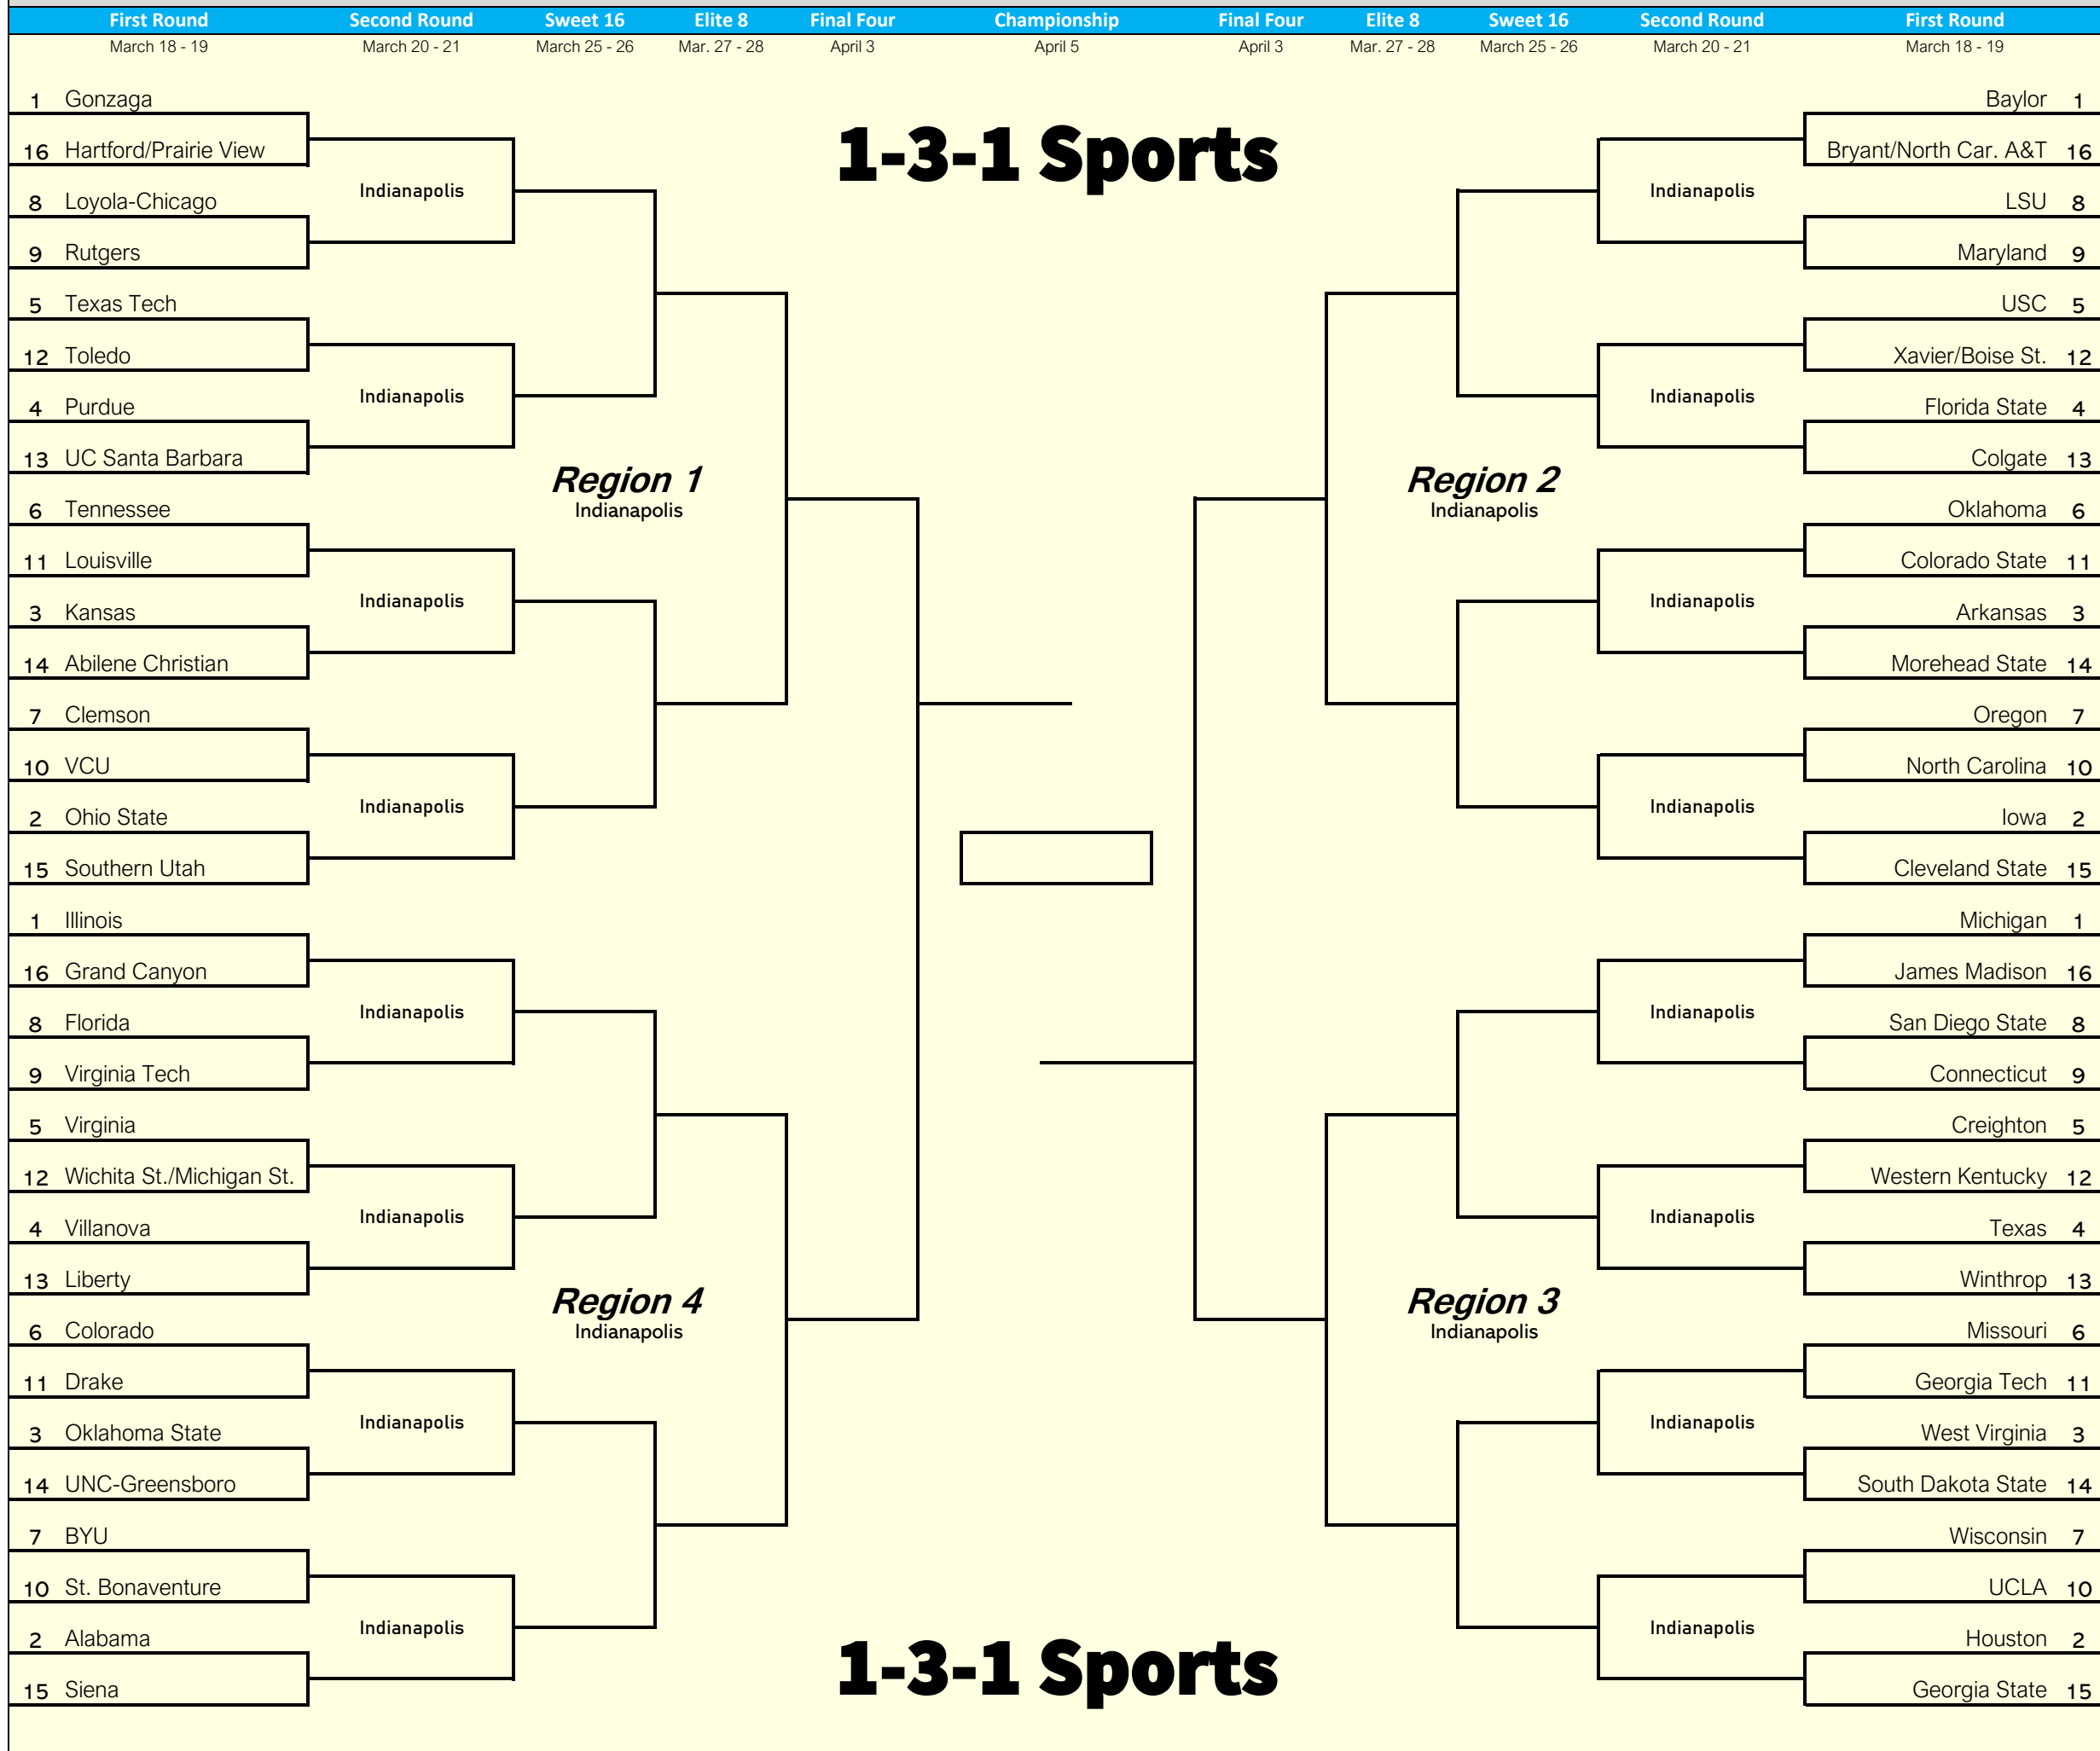 First Round Second Round Sweet 16 Elite 8 Final Four Championship Final Four Elite 8 Sweet 16 Second Round First Round
March 18 - 19 March 20 - 21 March 25 - 26 Mar. 27 - 28 April 3 April 5 April 3 Mar. 27 - 28 March 25 - 26 March 20 - 21 March 18 - 19
1-3-1 Sports
1 Gonzaga
16 Hartford/Prairie View
Indianapolis
8 Loyola-Chicago
9 Rutgers
5 Texas Tech
12 Toledo
Indianapolis
4 Purdue
13 UC Santa Barbara
Region 1
Indianapolis
6 Tennessee
11 Louisville
Indianapolis
3 Kansas
14 Abilene Christian
7 Clemson
10 VCU
Indianapolis
2 Ohio State
15 Southern Utah
1 Illinois
16 Grand Canyon
Indianapolis
8 Florida
9 Virginia Tech
5 Virginia
12 Wichita St./Michigan St.
Indianapolis
4 Villanova
13 Liberty
Region 4
Indianapolis
6 Colorado
11 Drake
Indianapolis
3 Oklahoma State
14 UNC-Greensboro
7 BYU
10 St. Bonaventure
Indianapolis
2 Alabama
15 Siena
Baylor 1
Bryant/North Car. A&T 16
Indianapolis
LSU 8
Maryland 9
USC 5
Xavier/Boise St. 12
Indianapolis
Florida State 4
Colgate 13
Region 2
Indianapolis
Oklahoma 6
Colorado State 11
Indianapolis
Arkansas 3
Morehead State 14
Oregon 7
North Carolina 10
Indianapolis
Iowa 2
Cleveland State 15
Michigan 1
James Madison 16
Indianapolis
San Diego State 8
Connecticut 9
Creighton 5
Western Kentucky 12
Indianapolis
Texas 4
Winthrop 13
Region 3
Indianapolis
Missouri 6
Georgia Tech 11
Indianapolis
West Virginia 3
South Dakota State 14
Wisconsin 7
UCLA 10
Indianapolis
Houston 2
Georgia State 15
1-3-1 Sports